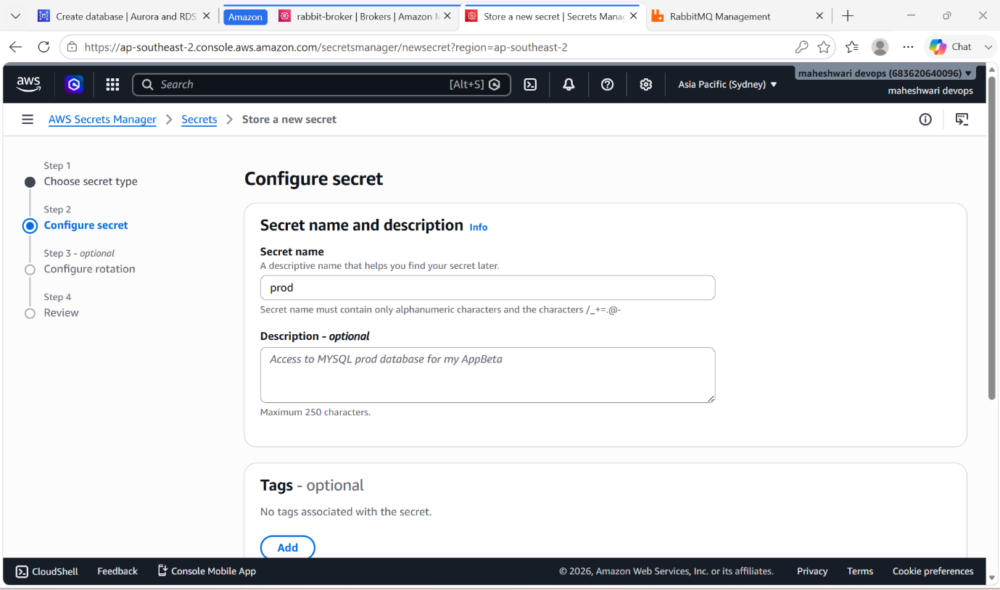 Create database | Aurora and RDS
Amazon
rabbit-broker | Brokers | Amazon M
Store a new secret | Secrets Manag
RabbitMQ Management
https://ap-southeast-2.console.aws.amazon.com/secretsmanager/newsecret?region=ap-southeast-2
Chat
aws
Search
[Alt+S]
Asia Pacific (Sydney)
maheshwari devops (683620640096)
maheshwari devops
AWS Secrets Manager
Secrets
Store a new secret
Step 1
Choose secret type
Step 2
Configure secret
Step 3 - optional
Configure rotation
Step 4
Review
Configure secret
Secret name and description Info
Secret name
A descriptive name that helps you find your secret later.
prod
Secret name must contain only alphanumeric characters and the characters /_+=.@-
Description - optional
Access to MYSQL prod database for my AppBeta
Maximum 250 characters.
Tags - optional
No tags associated with the secret.
Add
CloudShell
Feedback
Console Mobile App
© 2026, Amazon Web Services, Inc. or its affiliates.
Privacy
Terms
Cookie preferences